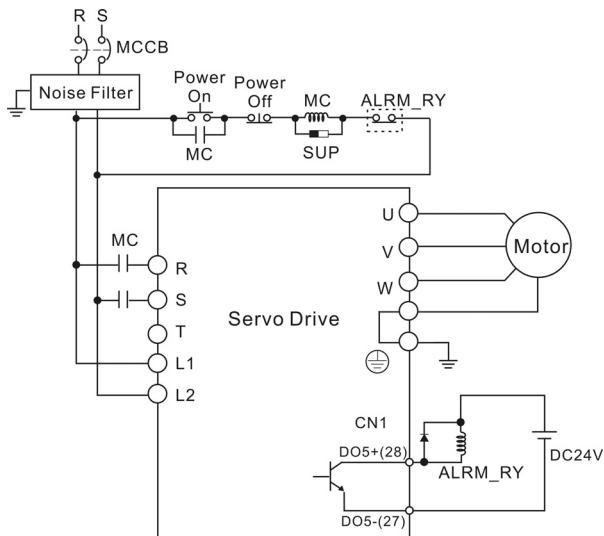 R S
MCCB
Noise Filter
Power
On
Power
Off
MC
ALRM_RY
MC
SUP
MC
R
S
T
L1
L2
Servo Drive
U
V
W
Motor
CN1
DO5+(28)
DO5-(27)
ALRM_RY
DC24V